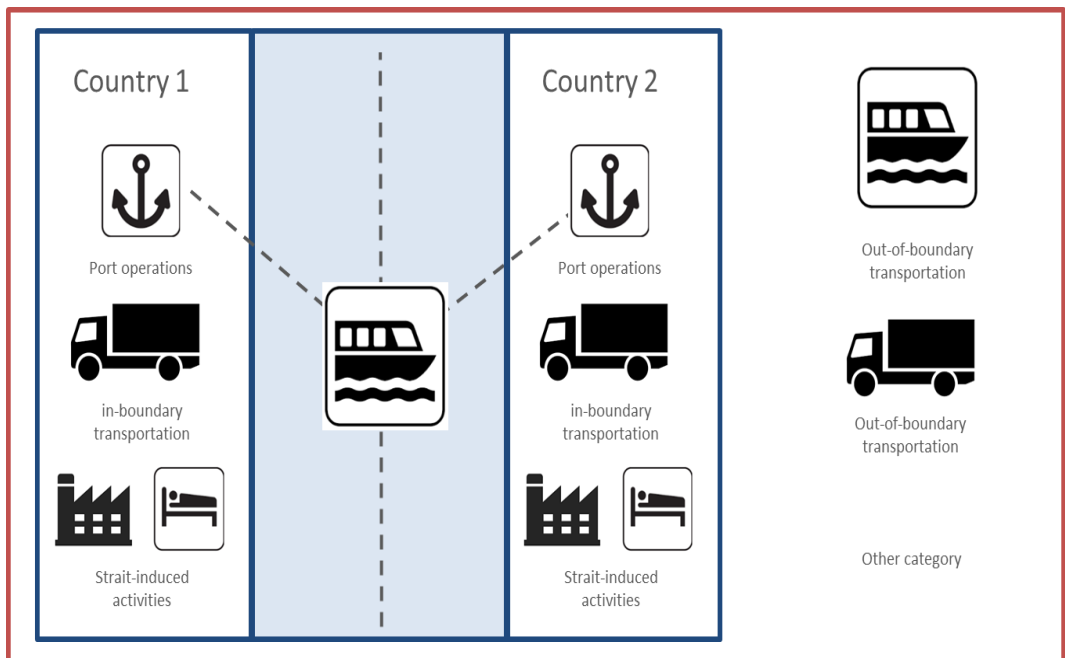 Country 1
Port operations
in-boundary
transportation
Strait-induced
activities
Country 2
Port operations
in-boundary
transportation
Strait-induced
activities
Out-of-boundary
transportation
Out-of-boundary
transportation
Other category